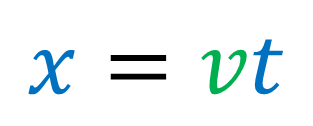 x = vt